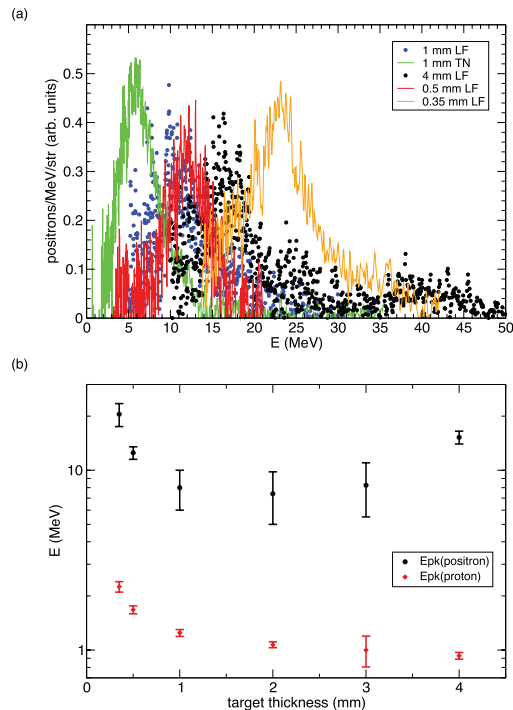 (a)
positrons/MeV/str (arb. units)
0.5
0.4
0.3
0.2
0.1
0
1 mm LF
1 mm TN
4 mm LF
0.5 mm LF
0.35 mm LF
0 5 10 15 20 25 30 35 40 45 50
E (MeV)
(b)
E (MeV)
10
1
Epk(positron)
Epk(proton)
0 1 2 3 4
target thickness (mm)